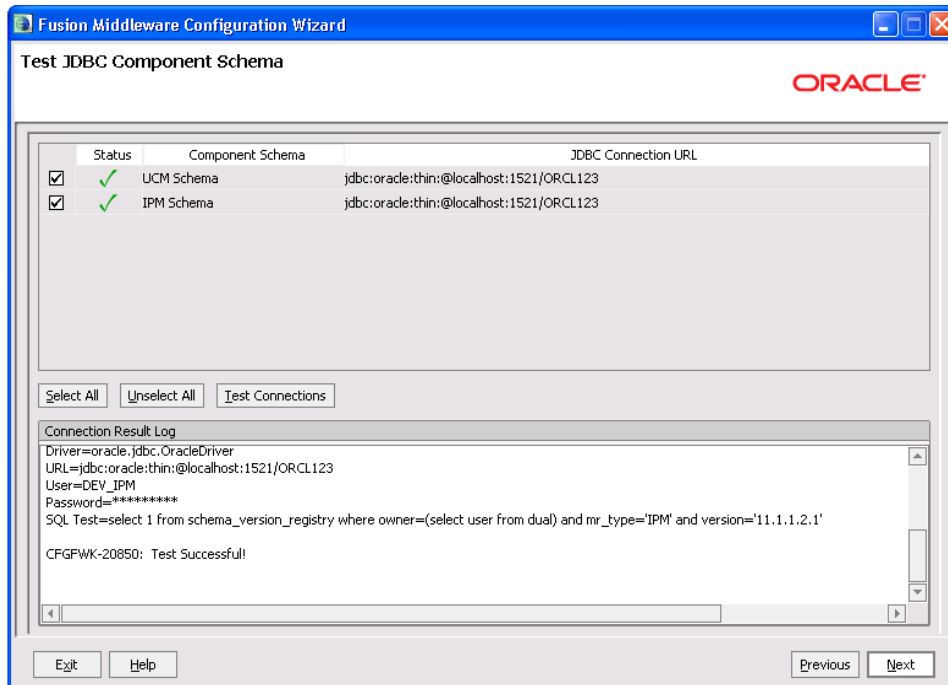 Fusion Middleware Configuration Wizard
Test JDBC Component Schema
ORACLE
Status Component Schema JDBC Connection URL
UCM Schema jdbc:oracle:thin:@localhost:1521/ORCL123
IPM Schema jdbc:oracle:thin:@localhost:1521/ORCL123
Select All Unselect All Test Connections
Connection Result Log
Driver=oracle.jdbc.OracleDriver
URL=jdbc:oracle:thin:@localhost:1521/ORCL123
User=DEV_IPM
Password=*********
SQL Test=select 1 from schema_version_registry where owner=(select user from dual) and mr_type='IPM' and version='11.1.1.2.1'
CFGFWK-20850: Test Successful!
Exit Help Previous Next